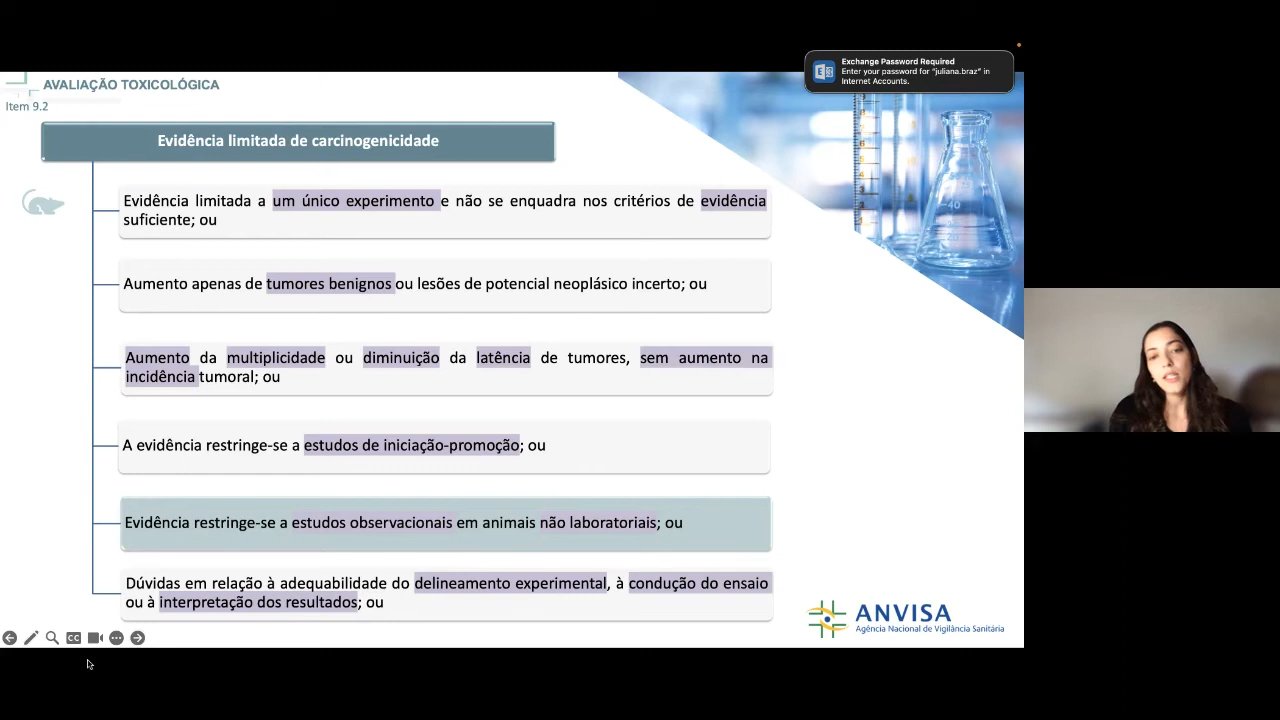 AVALIAÇÃO TOXICOLÓGICA
Item 9.2
Exchange Password Required
Enter your password for “juliana.braz” in
Internet Accounts.
Evidência limitada de carcinogenicidade
Evidência limitada a um único experimento e não se enquadra nos critérios de evidência
suficiente; ou
Aumento apenas de tumores benignos ou lesões de potencial neoplásico incerto; ou
Aumento da multiplicidade ou diminuição da latência de tumores, sem aumento na
incidência tumoral; ou
A evidência restringe-se a estudos de iniciação-promoção; ou
Evidência restringe-se a estudos observacionais em animais não laboratoriais; ou
Dúvidas em relação à adequabilidade do delineamento experimental, à condução do ensaio
ou à interpretação dos resultados; ou
ANVISA
Agência Nacional de Vigilância Sanitária
CC